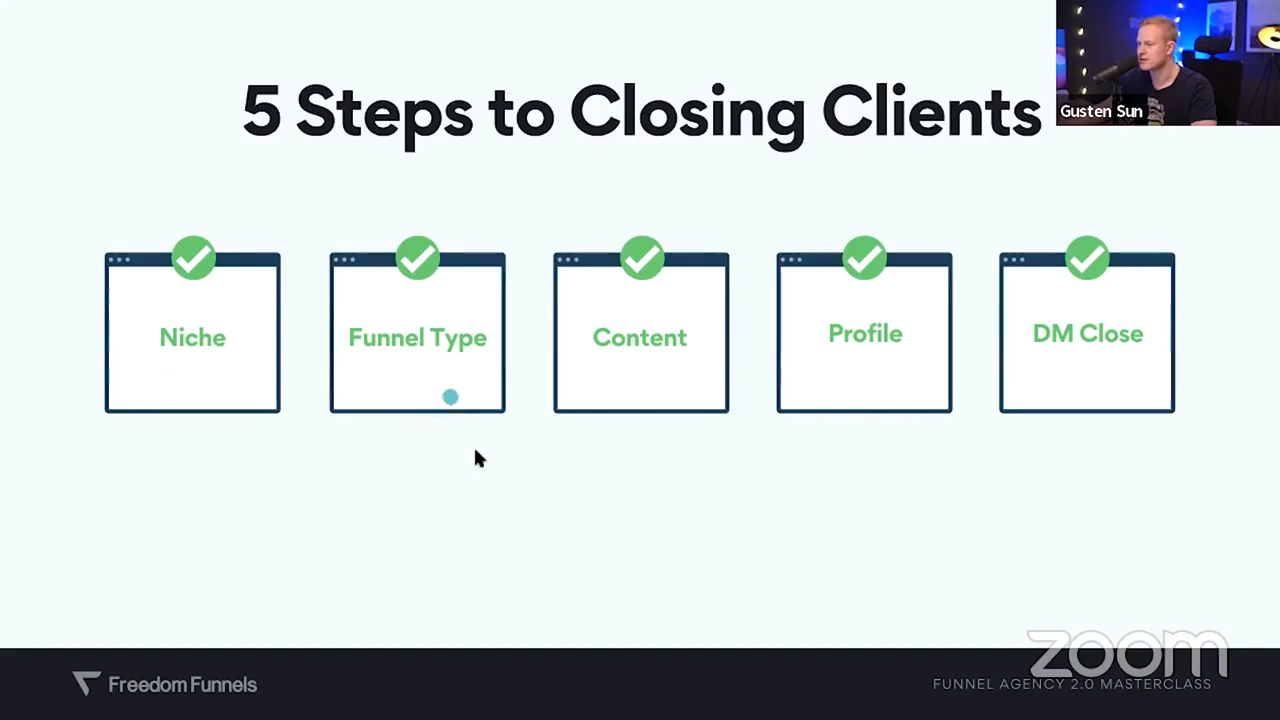 5 Steps to Closing Clients
Gusten Sun
Niche
Funnel Type
Content
Profile
DM Close
zoom
Freedom Funnels
FUNNEL AGENCY 2.0 MASTERCLASS